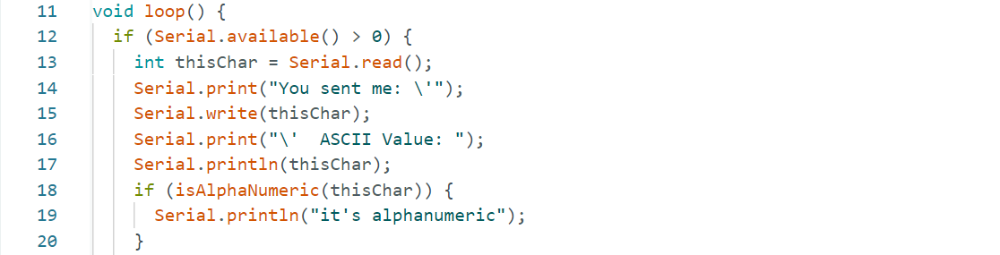 11 void loop() {
12 if (Serial.available() > 0) {
13 int thisChar = Serial.read();
14 Serial.print("You sent me: \'");
15 Serial.write(thisChar);
16 Serial.print("\'  ASCII Value: ");
17 Serial.println(thisChar);
18 if (isAlphaNumeric(thisChar)) {
19 Serial.println("it's alphanumeric");
20 }